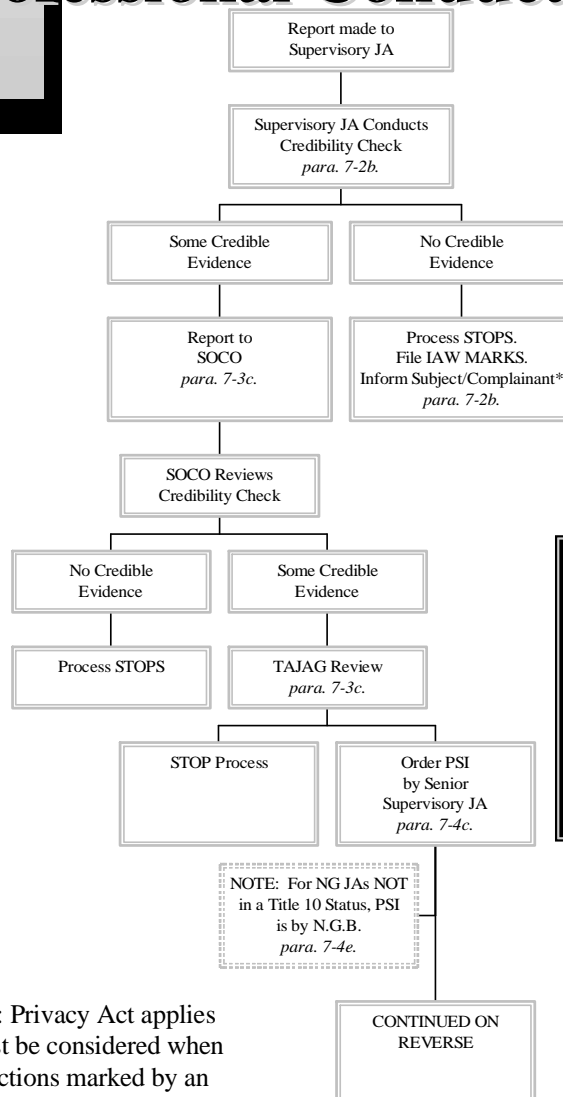 Report made to
Supervisory JA
Supervisory JA Conducts
Credibility Check
para. 7-2b.
Some Credible
Evidence
No Credible
Evidence
Report to
SOCO
para. 7-3c.
Process STOPS.
File IAW MARKS.
Inform Subject/Complainant*
para. 7-2b.
SOCO Reviews
Credibility Check
No Credible
Evidence
Some Credible
Evidence
Process STOPS
TAJAG Review
para. 7-3c.
STOP Process
Order PSI
by Senior
Supervisory JA
para. 7-4c.
NOTE: For NG JAs NOT
in a Title 10 Status, PSI
is by N.G.B.
para. 7-4e.
: Privacy Act applies
st be considered when
ctions marked by an
CONTINUED ON
REVERSE